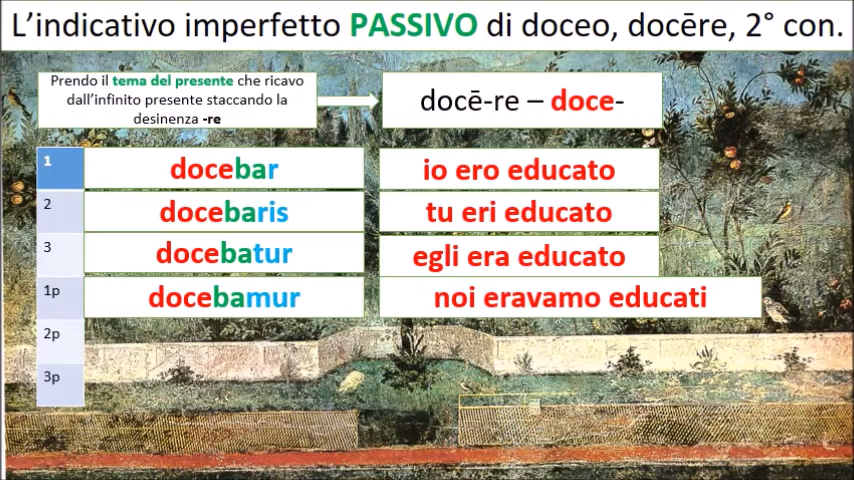 L’indicativo imperfetto PASSIVO di doceo, docēre, 2° con.
Prendo il tema del presente che ricavo
dall’infinito presente staccando la
desinenza -re
docē-re – doce-
1 docebar io ero educato
2 docebaris tu eri educato
3 docebatur egli era educato
1p docebamur noi eravamo educati
2p
3p